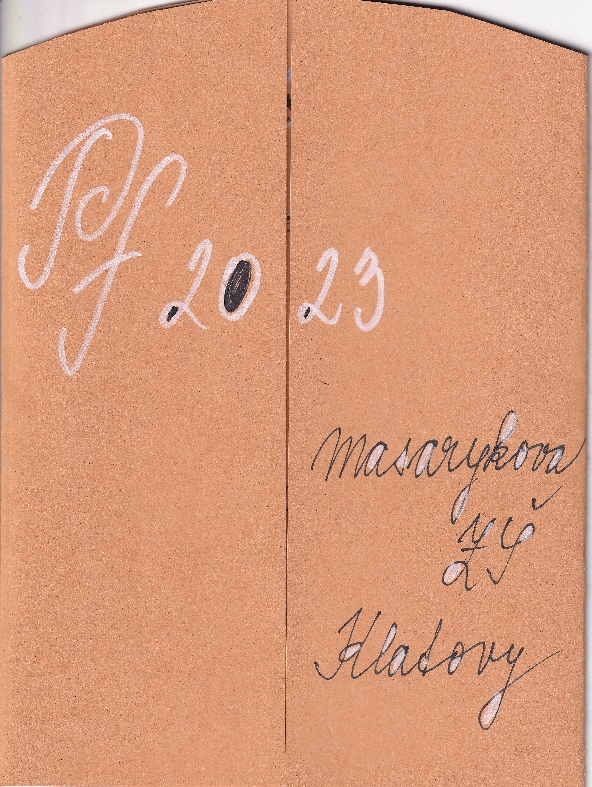 Pf 2023
Masarykova
ZŠ
Klatovy